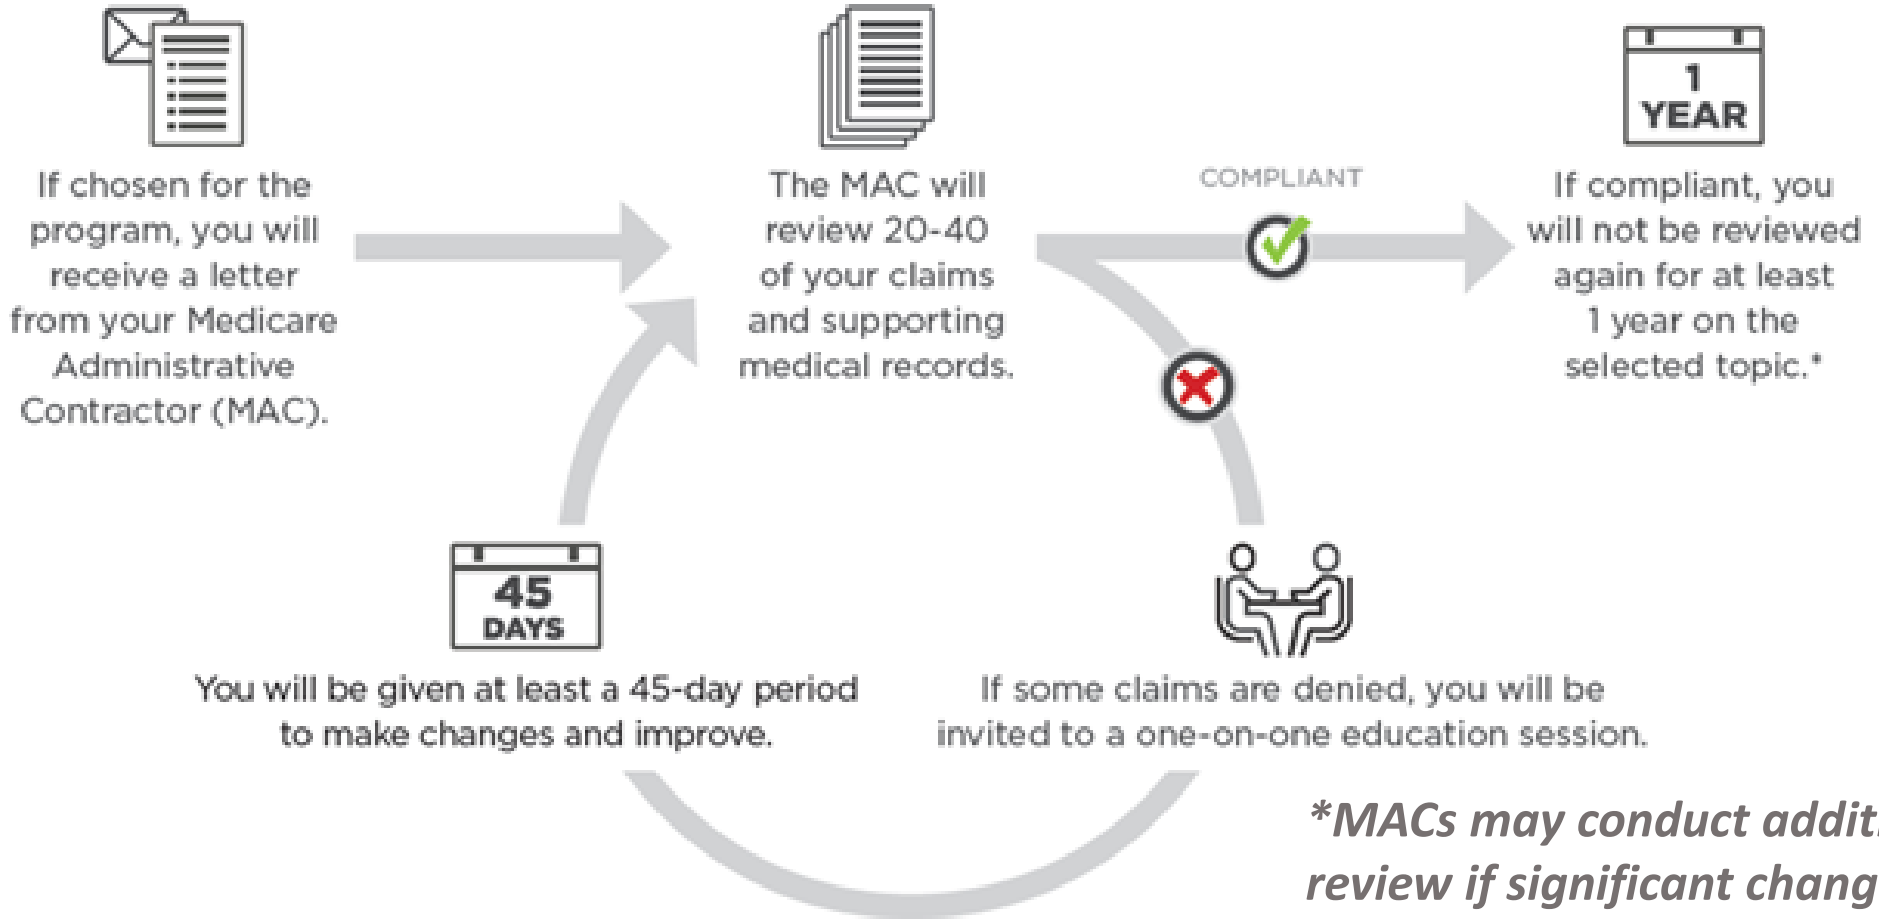 If chosen for the
program, you will
receive a letter
from your Medicare
Administrative
Contractor (MAC).
The MAC will
review 20-40
of your claims
and supporting
medical records.
COMPLIANT
1
YEAR
If compliant, you
will not be reviewed
again for at least
1 year on the
selected topic.*
45
DAYS
You will be given at least a 45-day period
to make changes and improve.
If some claims are denied, you will be
invited to a one-on-one education session.
*MACs may conduct
review if significant